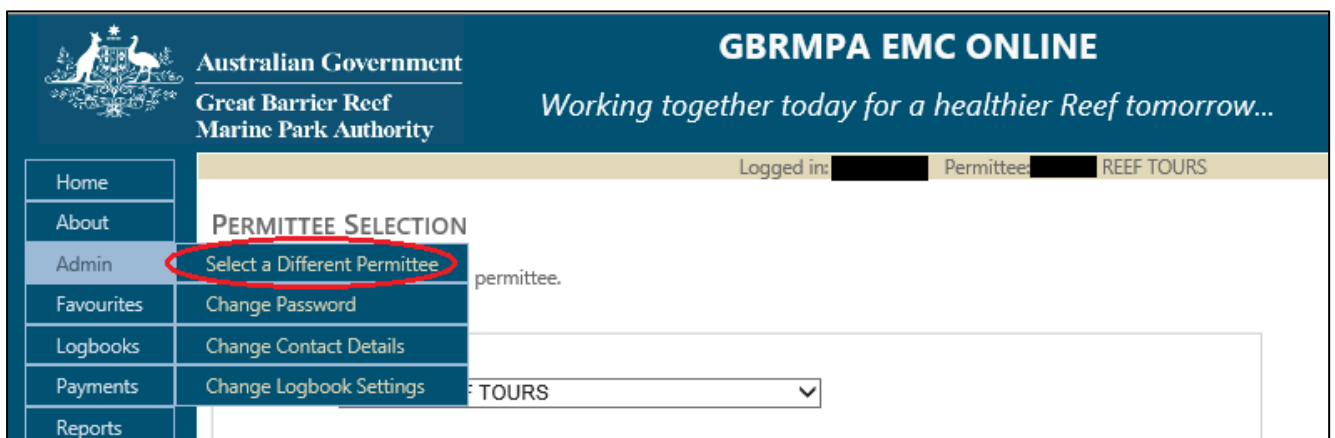 Australian Government
Great Barrier Reef
Marine Park Authority
GBRMPA EMC ONLINE
Working together today for a healthier Reef tomorrow...
Logged in: Permittee: REEF TOURS
Home
About
Admin
Favourites
Logbooks
Payments
Reports
PERMITTEE SELECTION
Select a Different Permittee
permittee.
Change Password
Change Contact Details
Change Logbook Settings
TOURS